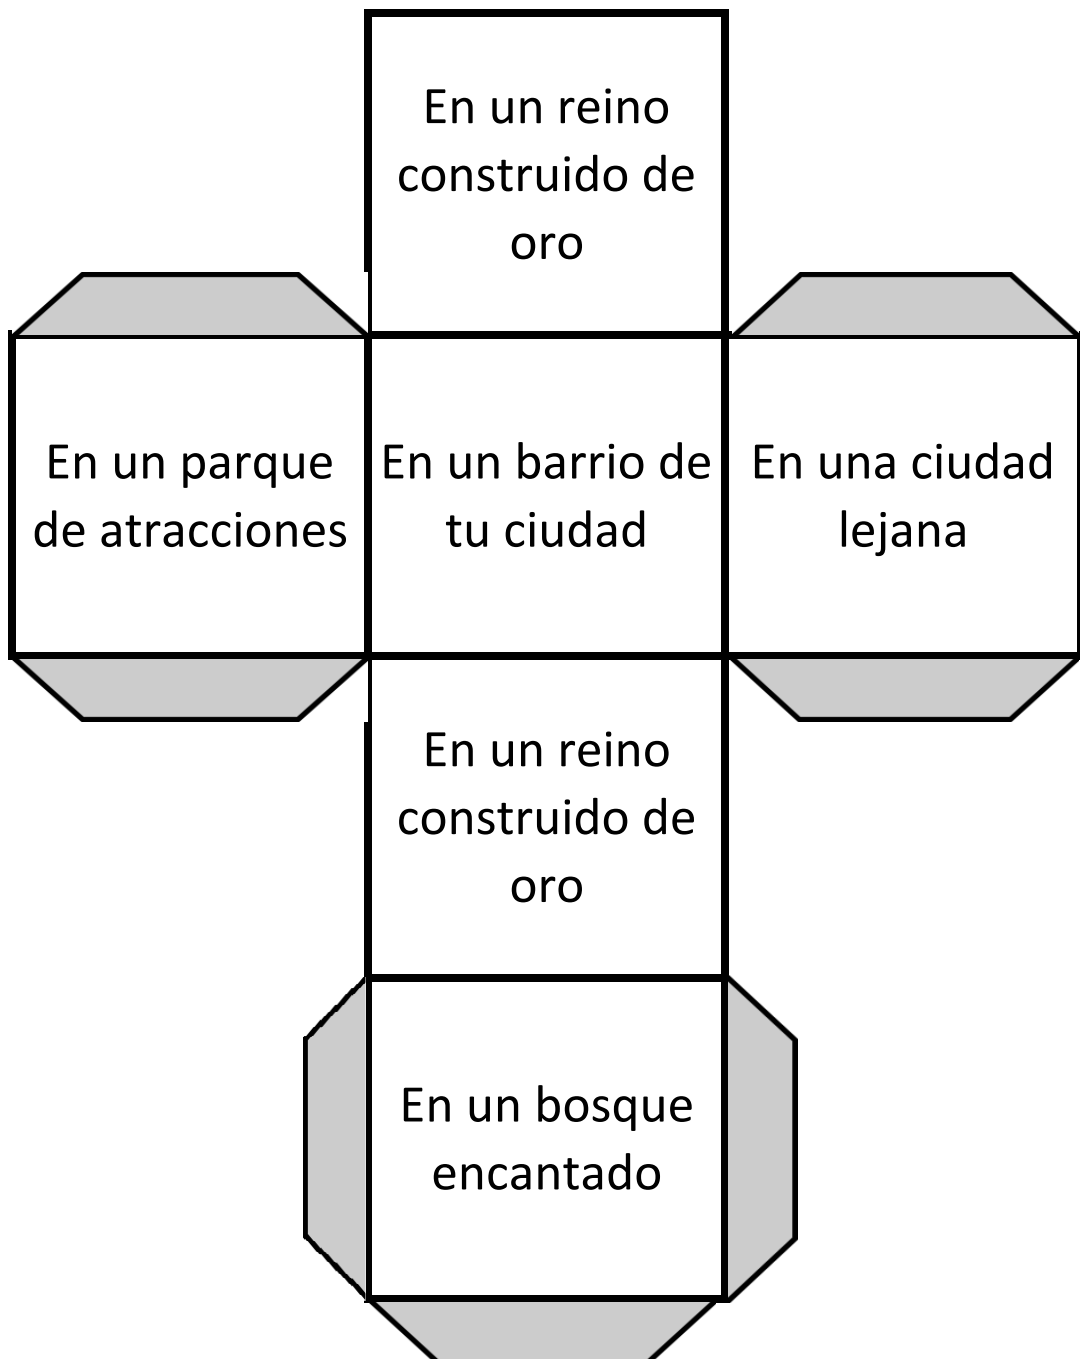 En un reino
construido de
oro
En un parque
de atracciones
En un barrio de
tu ciudad
En una ciudad
lejana
En un reino
construido de
oro
En un bosque
encantado